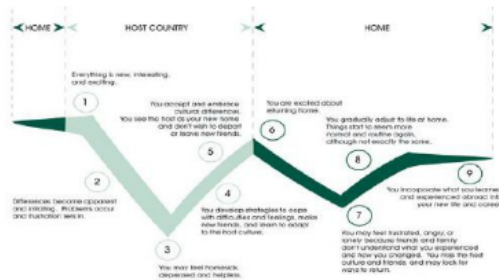 HOME
HOST COUNTRY
HOME
Everything is new, interesting,
and exciting.
1
You accept and embrace
cultural differences.
You see the host as your new home
and don't wish to depart
or leave new friends.
5
You are excited about
returning home.
6
You gradually adjust to life at home.
Things start to seem more
normal and routine again,
although not exactly the same.
8
9
You incorporate what you learned
and experienced abroad into
your new life and career
2
Differences become apparent
and irritating. Problems occur
and frustration sets in.
4
You develop strategies to cope
with difficulties and feelings, make
new friends, and learn to adapt
to the host culture.
3
You may feel homesick,
depressed and helpless.
7
You may feel frustrated, angry, or
lonely because friends and family
don't understand what you experienced
and how you changed. You miss the host
culture and friends, and may look for
ways to return.